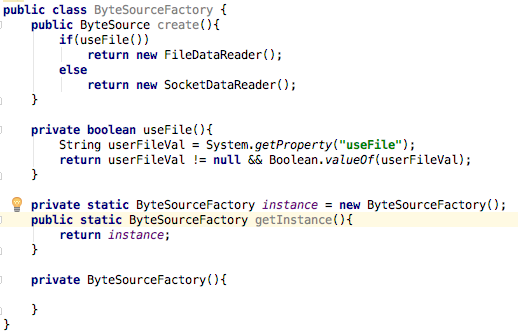 public class ByteSourceFactory {
    public ByteSource create(){
        if(useFile())
            return new FileDataReader();
        else
            return new SocketDataReader();
    }

    private boolean useFile(){
        String userFileVal = System.getProperty("useFile");
        return userFileVal != null && Boolean.valueOf(userFileVal);
    }

    private static ByteSourceFactory instance = new ByteSourceFactory();
    public static ByteSourceFactory getInstance(){
        return instance;
    }

    private ByteSourceFactory(){

    }
}